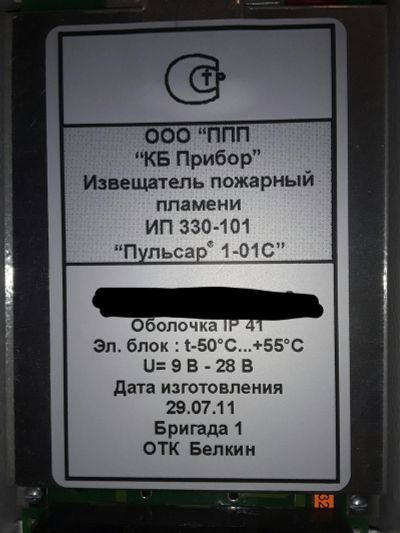 ООО “ППП
“КБ Прибор”
Извещатель пожарный
пламени
ИП 330-101
“Пульсар® 1-01С”
Оболочка IP 41
Эл. блок : t-50°С...+55°С
U= 9 В - 28 В
Дата изготовления
29.07.11
Бригада 1
ОТК Белкин